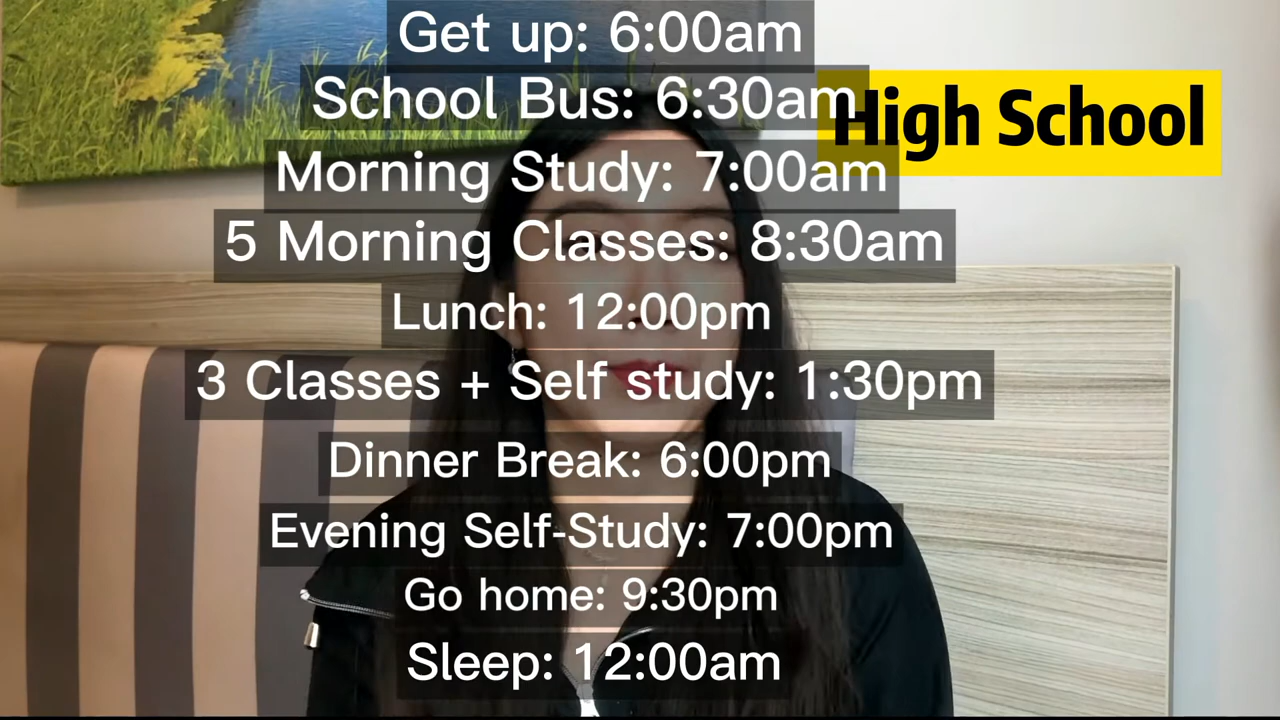 Get up: 6:00am
School Bus: 6:30am
High School
Morning Study: 7:00am
5 Morning Classes: 8:30am
Lunch: 12:00pm
3 Classes + Self study: 1:30pm
Dinner Break: 6:00pm
Evening Self-Study: 7:00pm
Go home: 9:30pm
Sleep: 12:00am